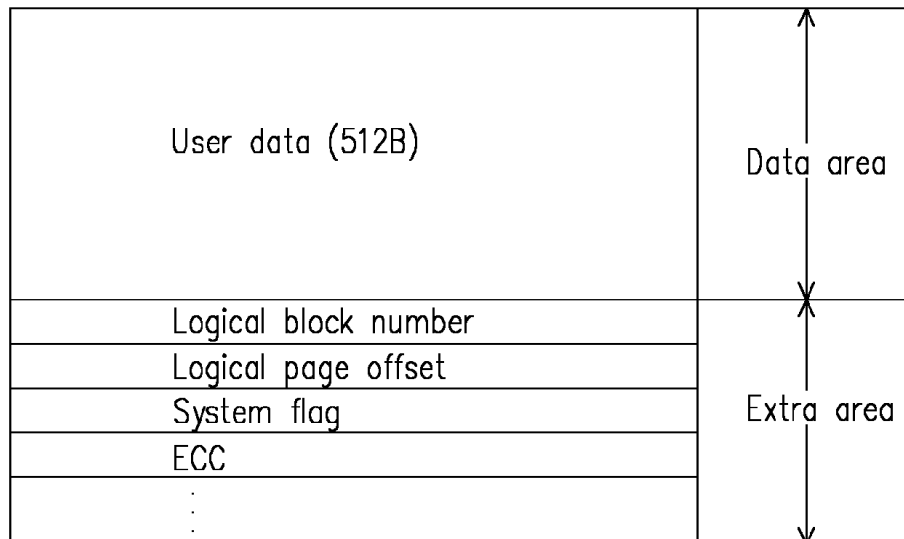 User data (512B)
Data area
Logical block number
Logical page offset
System flag
Extra area
ECC